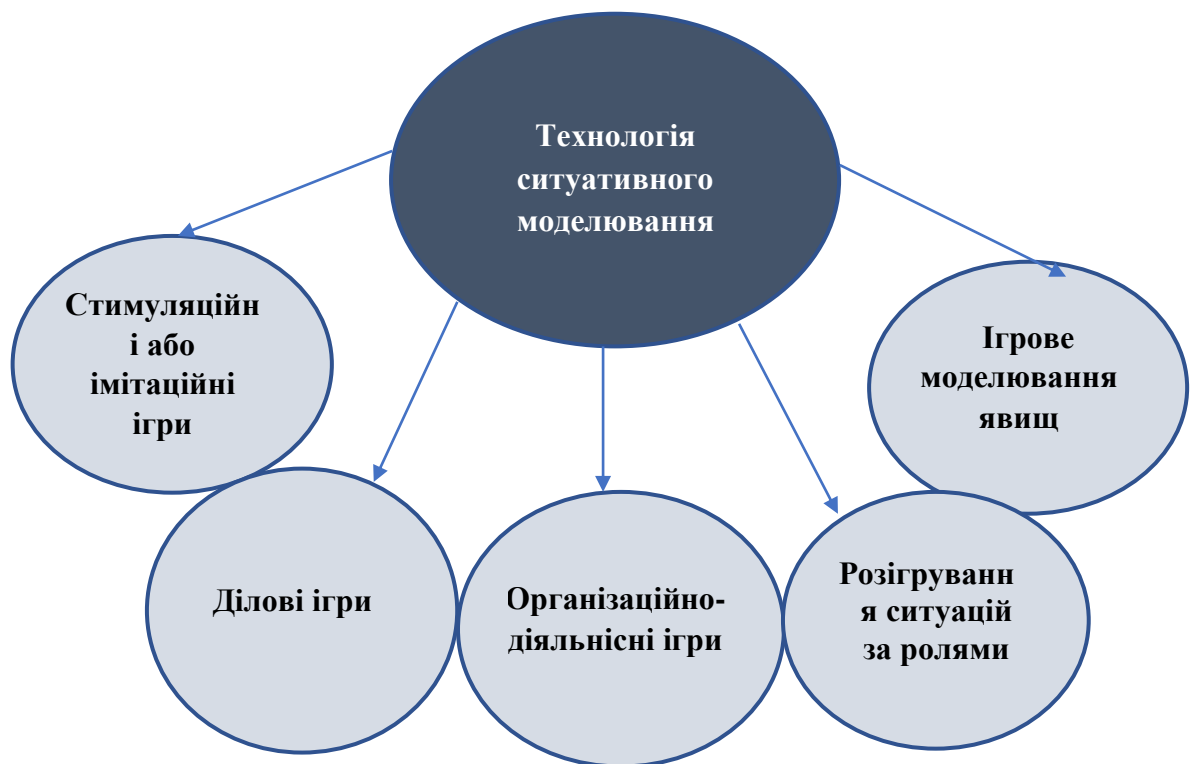 Технологія
ситуативного
моделювання
Стимуляційн
і або
імітаційні
ігри
Ділові ігри
Організаційно-
діяльнісні ігри
Розігруванн
я ситуацій
за ролями
Ігрове
моделювання
явищ